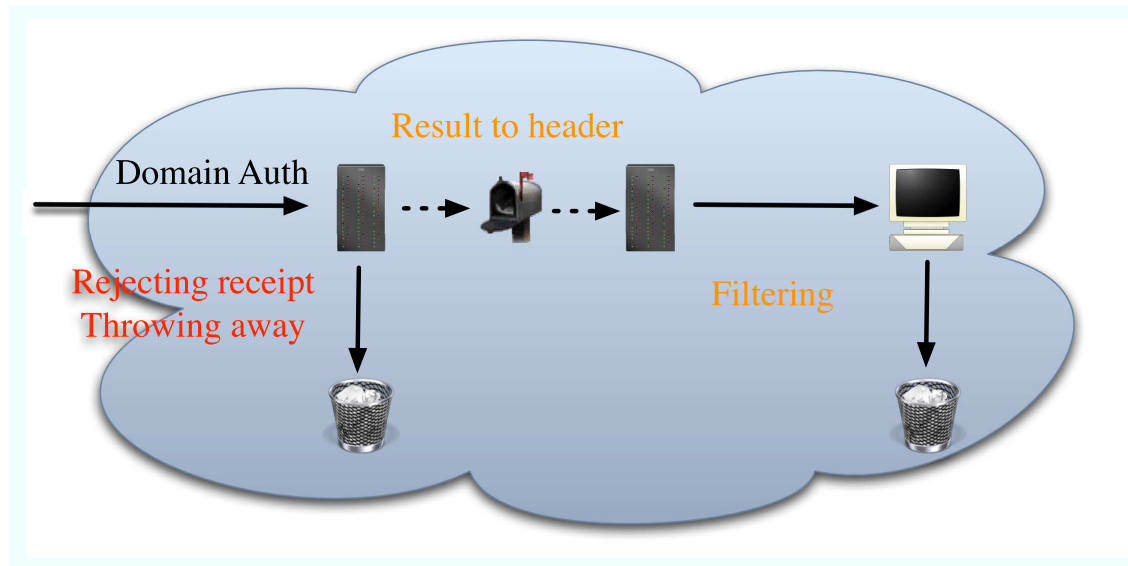 Result to header
Domain Auth
Rejecting receipt
Throwing away
Filtering